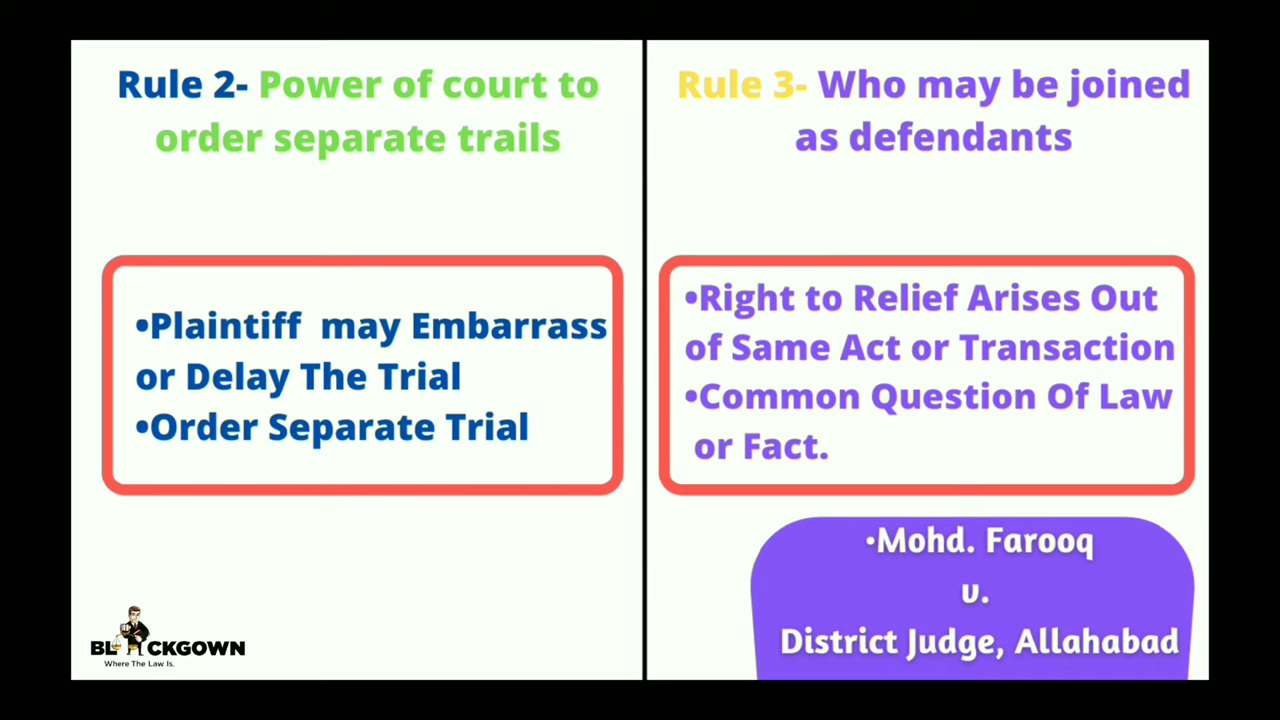 Rule 2- Power of court to
order separate trails
•Plaintiff may Embarrass
or Delay The Trial
•Order Separate Trial
BLACKGOWN
Where The Law Is.
Rule 3- Who may be joined
as defendants
•Right to Relief Arises Out
of Same Act or Transaction
•Common Question Of Law
or Fact.
•Mohd. Farooq
v.
District Judge, Allahabad